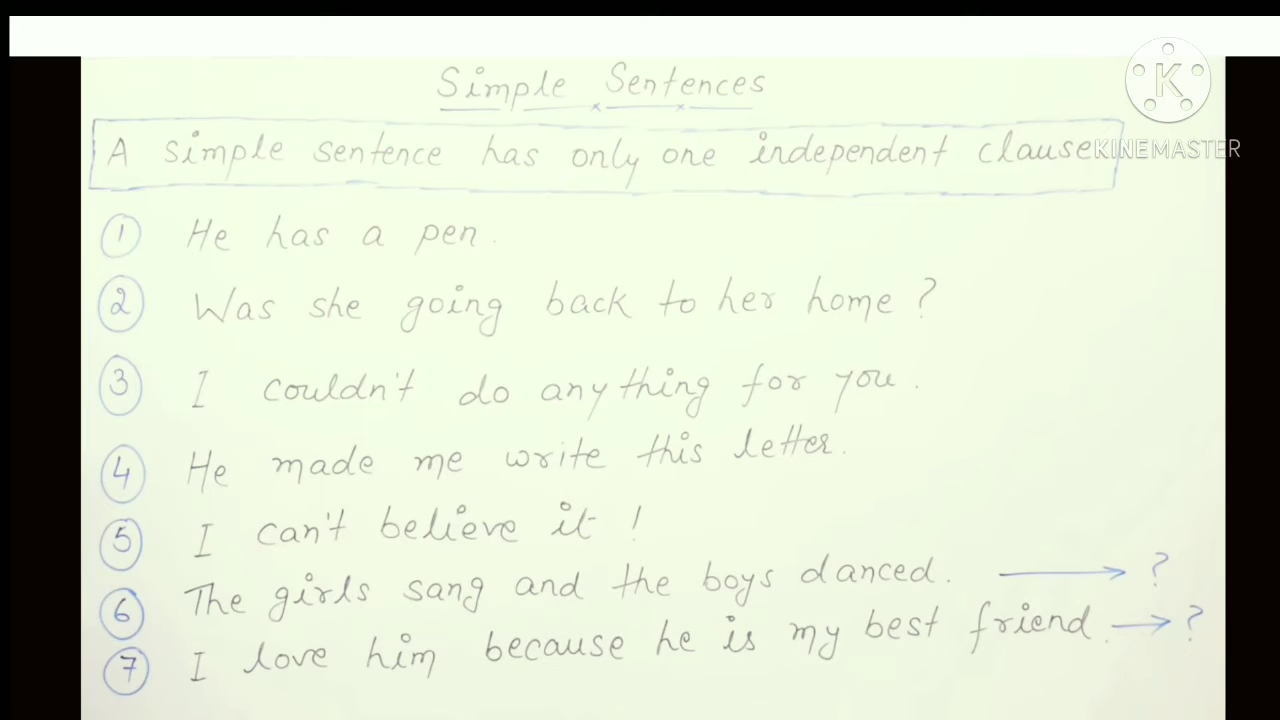 Simple Sentences
A simple sentence has only one independent clause
KINEMASTER
1 He has a pen.
2 Was she going back to her home ?
3 I couldn't do anything for you.
4 He made me write this letter.
5 I can't believe it !
6 The girls sang and the boys danced. → ?
7 I love him because he is my best friend. → ?